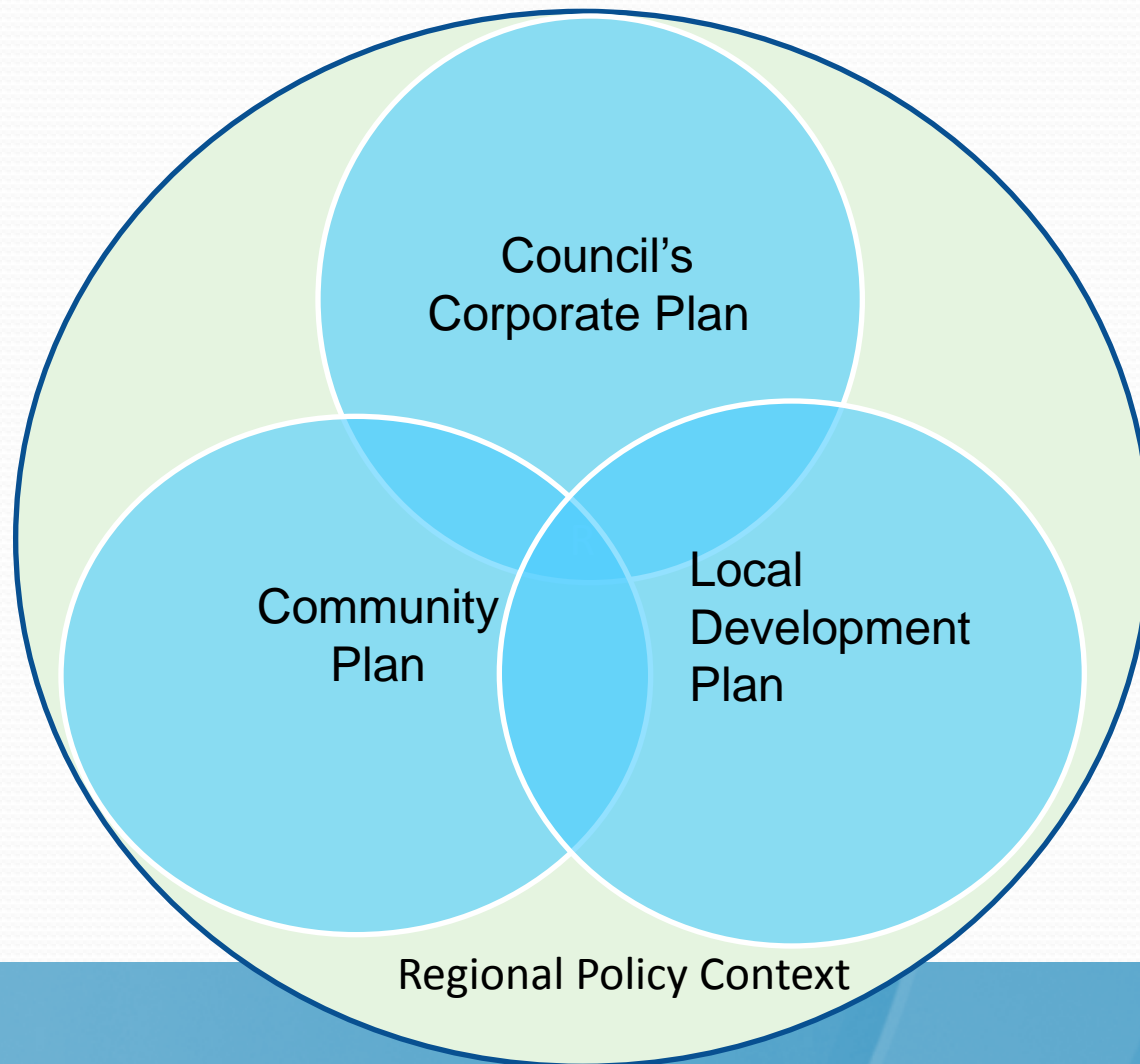 Council’s
Corporate Plan
Community
Plan
Local
Development
Plan
Regional Policy Context